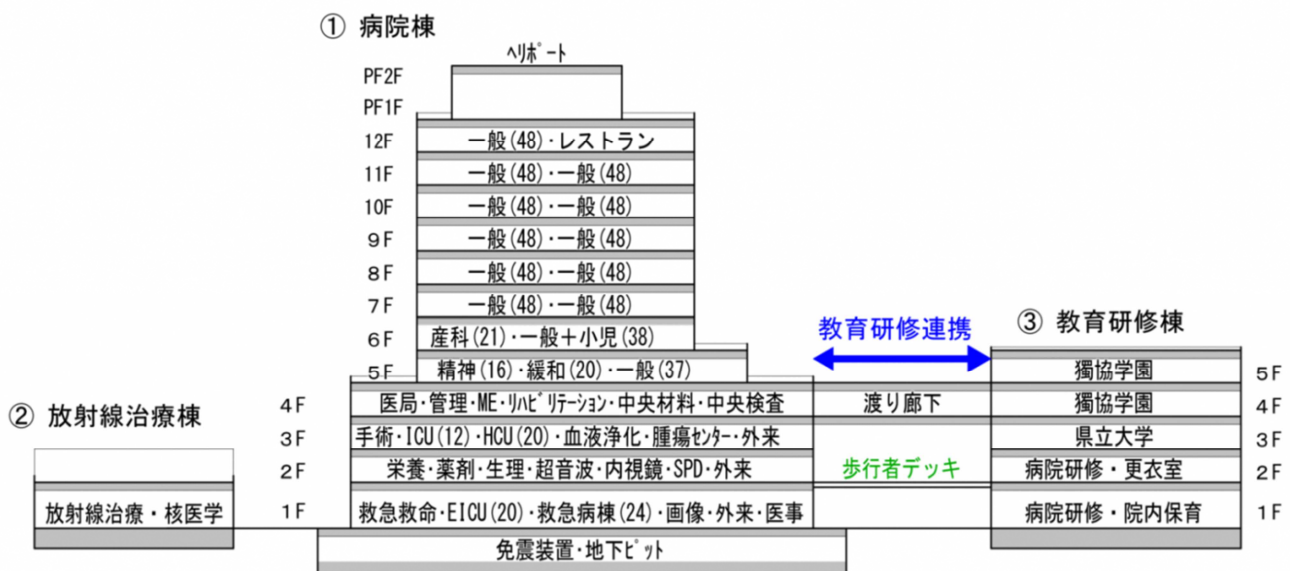 ① 病院棟
ヘリポート
PF2F
PF1F
12F 一般(48)・レストラン
11F 一般(48)・一般(48)
10F 一般(48)・一般(48)
9F 一般(48)・一般(48)
8F 一般(48)・一般(48)
7F 一般(48)・一般(48)
6F 産科(21)・一般＋小児(38)
5F 精神(16)・緩和(20)・一般(37)
4F 医局・管理・ME・リハビリテーション・中央材料・中央検査
3F 手術・ICU(12)・HCU(20)・血液浄化・腫瘍センター・外来
2F 栄養・薬剤・生理・超音波・内視鏡・SPD・外来
1F 救急救命・EICU(20)・救急病棟(24)・画像・外来・医事
免震装置・地下ピット
② 放射線治療棟
放射線治療・核医学
教育研修連携
渡り廊下
歩行者デッキ
③ 教育研修棟
獨協学園 5F
獨協学園 4F
県立大学 3F
病院研修・更衣室 2F
病院研修・院内保育 1F